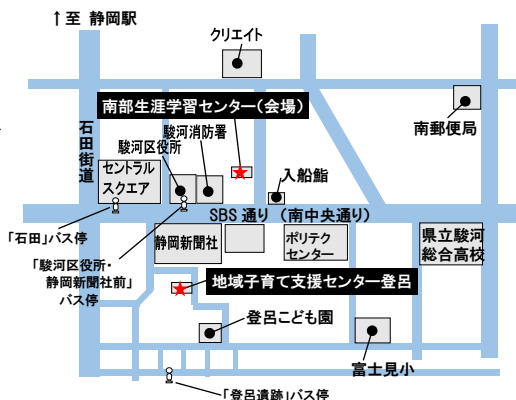 ↑至 静岡駅
クリエイト
南部生涯学習センター(会場)
南郵便局
石田街道
駿河消防署
駿河区役所
セントラル
スクエア
入船鮨
SBS通り (南中央通り)
「石田」バス停
静岡新聞社
ポリテク
センター
県立駿河
総合高校
「駿河区役所・
静岡新聞社前」
バス停
地域子育て支援センター登呂
登呂こども園
富士見小
「登呂遺跡」バス停